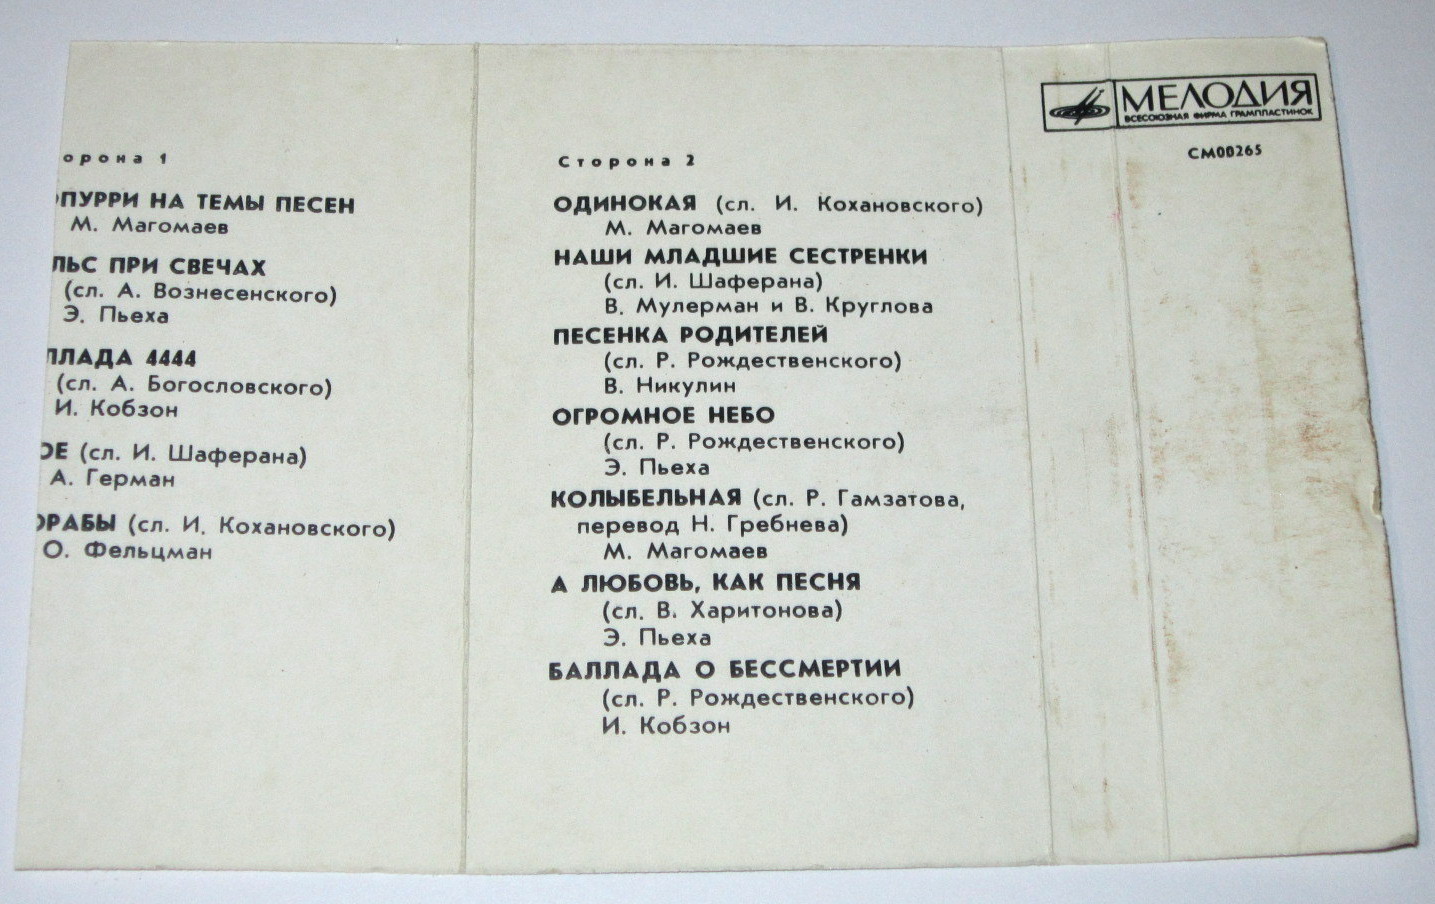 орона 1
ОПУРРИ НА ТЕМЫ ПЕСЕН
М. Магомаев
ЛЬС ПРИ СВЕЧАХ
(сл. А. Вознесенского)
Э. Пьеха
ЛЛАДА 4444
(сл. А. Богословского)
И. Кобзон
ОЕ (сл. И. Шаферана)
А. Герман
ОРАБЫ (сл. И. Кохановского)
О. Фельцман
Сторона 2
ОДИНОКАЯ (сл. И. Кохановского)
М. Магомаев
НАШИ МЛАДШИЕ СЕСТРЕНКИ
(сл. И. Шаферана)
В. Мулерман и В. Круглова
ПЕСЕНКА РОДИТЕЛЕЙ
(сл. Р. Рождественского)
В. Никулин
ОГРОМНОЕ НЕБО
(сл. Р. Рождественского)
Э. Пьеха
КОЛЫБЕЛЬНАЯ (сл. Р. Гамзатова,
перевод Н. Гребнева)
М. Магомаев
А ЛЮБОВЬ, КАК ПЕСНЯ
(сл. В. Харитонова)
Э. Пьеха
БАЛЛАДА О БЕССМЕРТИИ
(сл. Р. Рождественского)
И. Кобзон
МЕЛОДИЯ
ВСЕСОЮЗНАЯ ФИРМА ГРАМПЛАСТИНОК
СМ00265